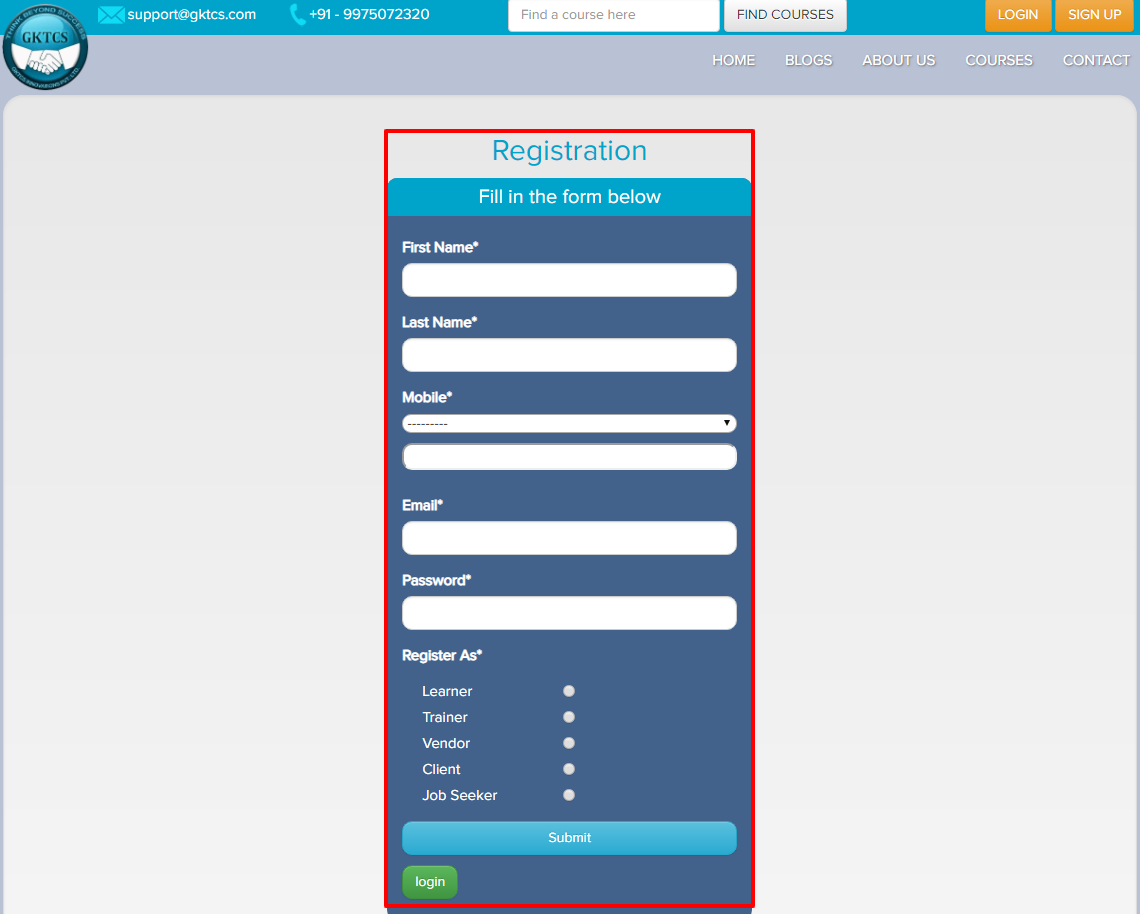 support@gktcs.com
+91 - 9975072320
Find a course here
FIND COURSES
LOGIN
SIGN UP
THINK BEYOND SUCCESS
GKTCS
HOME
BLOGS
ABOUT US
COURSES
CONTACT
Registration
Fill in the form below
First Name*
Last Name*
Mobile*
---------
Email*
Password*
Register As*
Learner
Trainer
Vendor
Client
Job Seeker
Submit
login